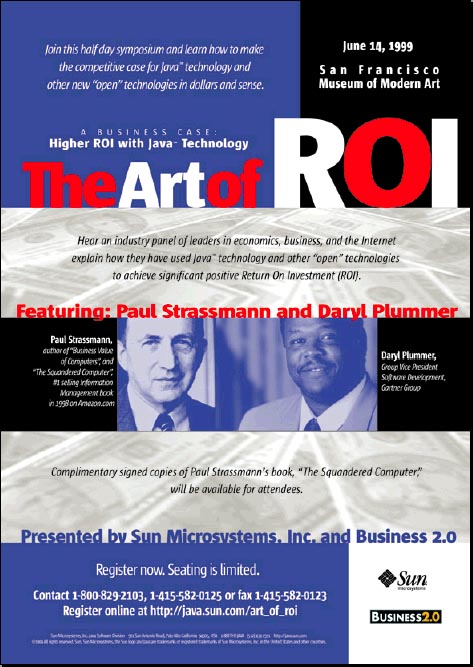 Join this half day symposium and learn how to make
the competitive case for Java™ technology and
other new “open” technologies in dollars and sense.
June 14, 1999
San Francisco
Museum of Modern Art
A BUSINESS CASE:
Higher ROI with Java™ Technology
The Art of ROI
Hear an industry panel of leaders in economics, business, and the Internet
explain how they have used Java™ technology and other “open” technologies
to achieve significant positive Return On Investment (ROI).
Featuring: Paul Strassmann and Daryl Plummer
Paul Strassmann,
author of “Business Value
of Computers”, and
“The Squandered Computer”,
#1 selling Information
Management book
in 1998 on Amazon.com
Daryl Plummer,
Group Vice President
Software Development,
Gartner Group
Complimentary signed copies of Paul Strassmann’s book, “The Squandered Computer,”
will be available for attendees.
Presented by Sun Microsystems, Inc. and Business 2.0
Register now. Seating is limited.
Contact 1-800-829-2103, 1-415-582-0125 or fax 1-415-582-0123
Register online at http://java.sun.com/art_of_roi
Sun
microsystems
BUSINESS2.0